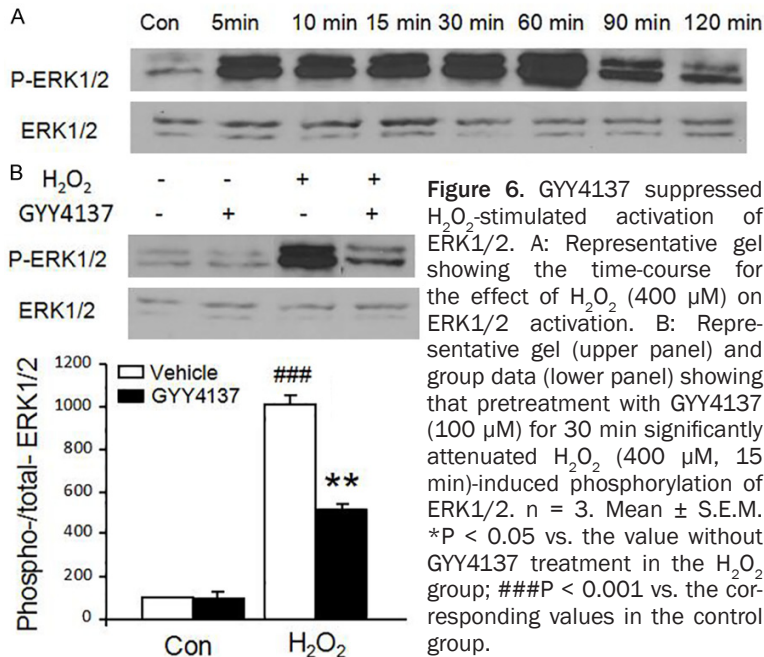 A
Con 5min 10 min 15 min 30 min 60 min 90 min 120 min
P-ERK1/2
ERK1/2
B
H₂O₂ - - + +
GYY4137 - + - +
P-ERK1/2
ERK1/2
Phospho-/total- ERK1/2
1200
1000
800
600
400
200
0
Vehicle
GYY4137
###
**
Con H₂O₂
Figure 6. GYY4137 suppressed
H₂O₂-stimulated activation of
ERK1/2. A: Representative gel
showing the time-course for
the effect of H₂O₂ (400 µM) on
ERK1/2 activation. B: Repre-
sentative gel (upper panel) and
group data (lower panel) showing
that pretreatment with GYY4137
(100 µM) for 30 min significantly
attenuated H₂O₂ (400 µM, 15
min)-induced phosphorylation of
ERK1/2. n = 3. Mean ± S.E.M.
*P < 0.05 vs. the value without
GYY4137 treatment in the H₂O₂
group; ###P < 0.001 vs. the cor-
responding values in the control
group.